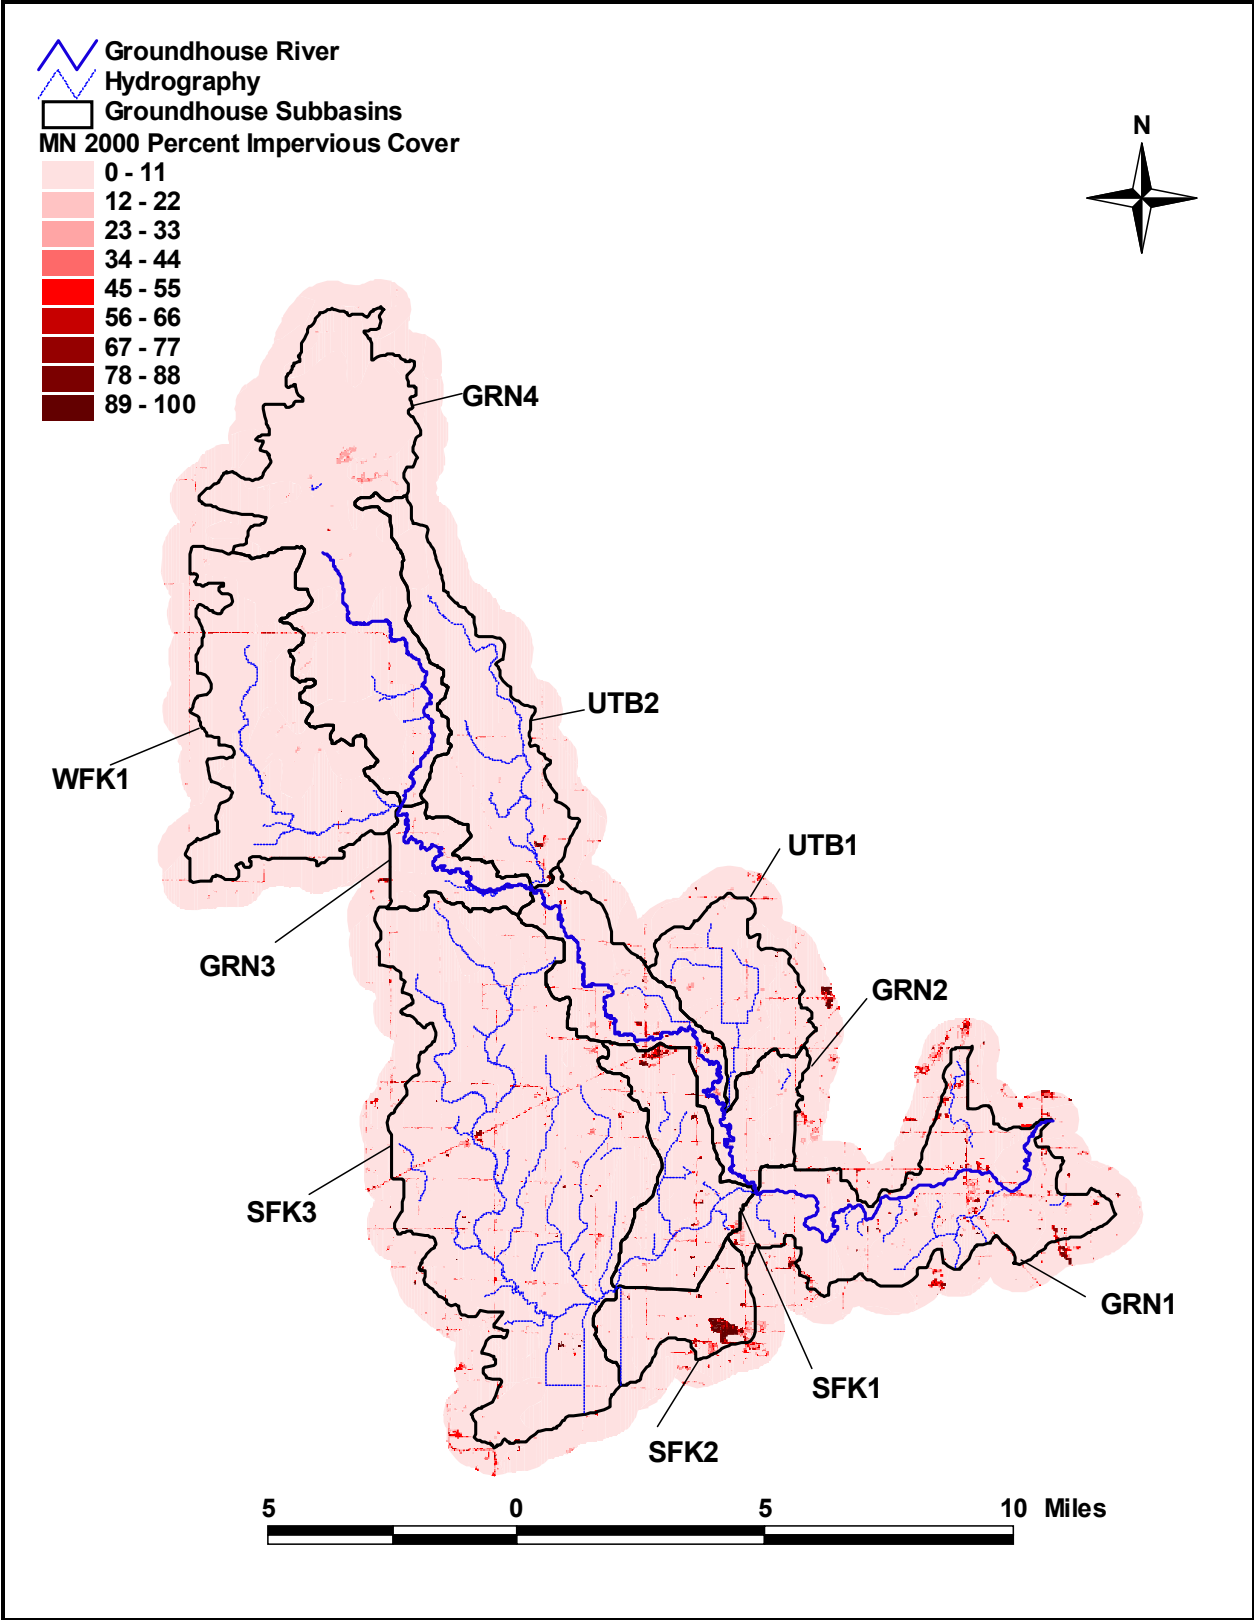 Groundhouse River
Hydrography
Groundhouse Subbasins
MN 2000 Percent Impervious Cover
0 - 11
12 - 22
23 - 33
34 - 44
45 - 55
56 - 66
67 - 77
78 - 88
89 - 100
N
GRN4
UTB2
WFK1
UTB1
GRN3
GRN2
SFK3
GRN1
SFK1
SFK2
5 0 5 10 Miles